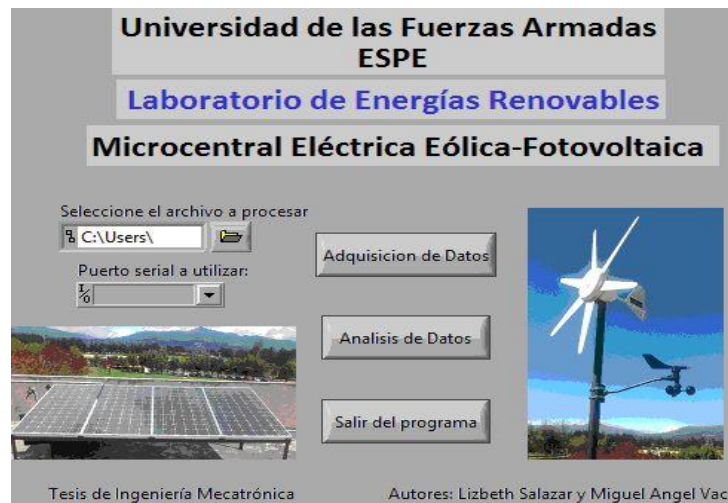 Universidad de las Fuerzas Armadas
ESPE
Laboratorio de Energías Renovables
Microcentral Eléctrica Eólica-Fotovoltaica
Seleccione el archivo a procesar
C:\Users\
Puerto serial a utilizar:
I/O
Adquisicion de Datos
Analisis de Datos
Salir del programa
Tesis de Ingeniería Mecatrónica
Autores: Lizbeth Salazar y Miguel Angel Vac